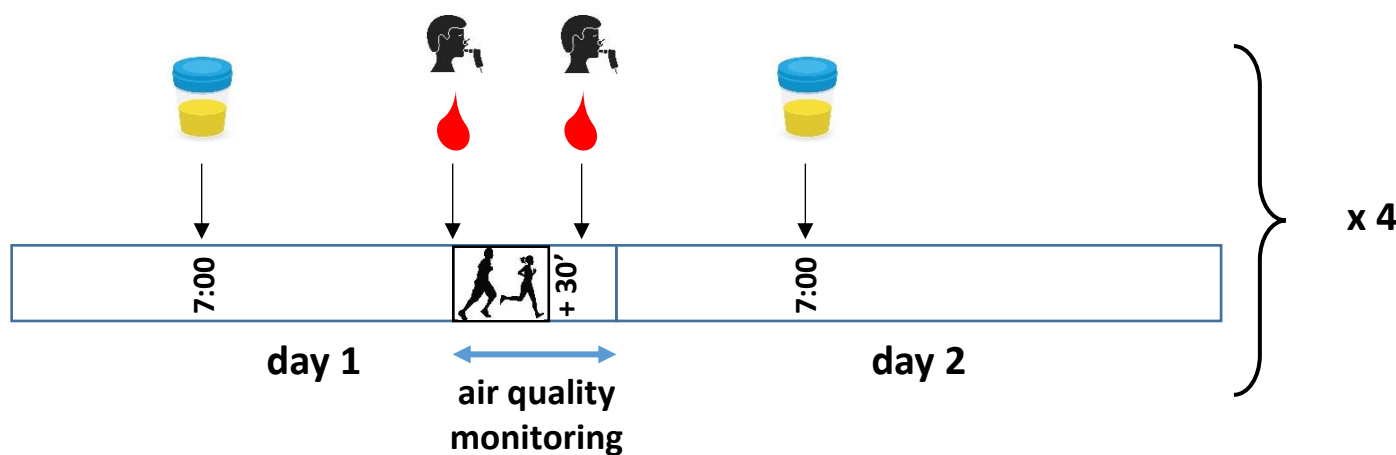 7:00
+ 30’
7:00
x 4
day 1
day 2
air quality
monitoring